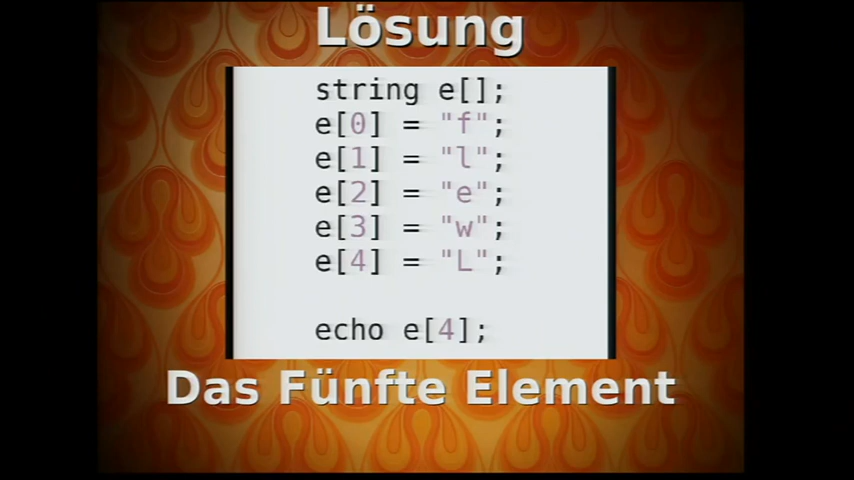 Lösung
string e[];
e[0] = "f";
e[1] = "l";
e[2] = "e";
e[3] = "w";
e[4] = "L";
echo e[4];
Das Fünfte Element